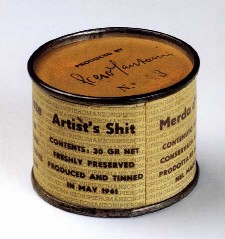 PRODUCED BY
Piero Manzoni
Nº
Artist's Shit
CONTENTS: 30 GR NET
FRESHLY PRESERVED
PRODUCED AND TINNED
IN MAY 1961
Merda